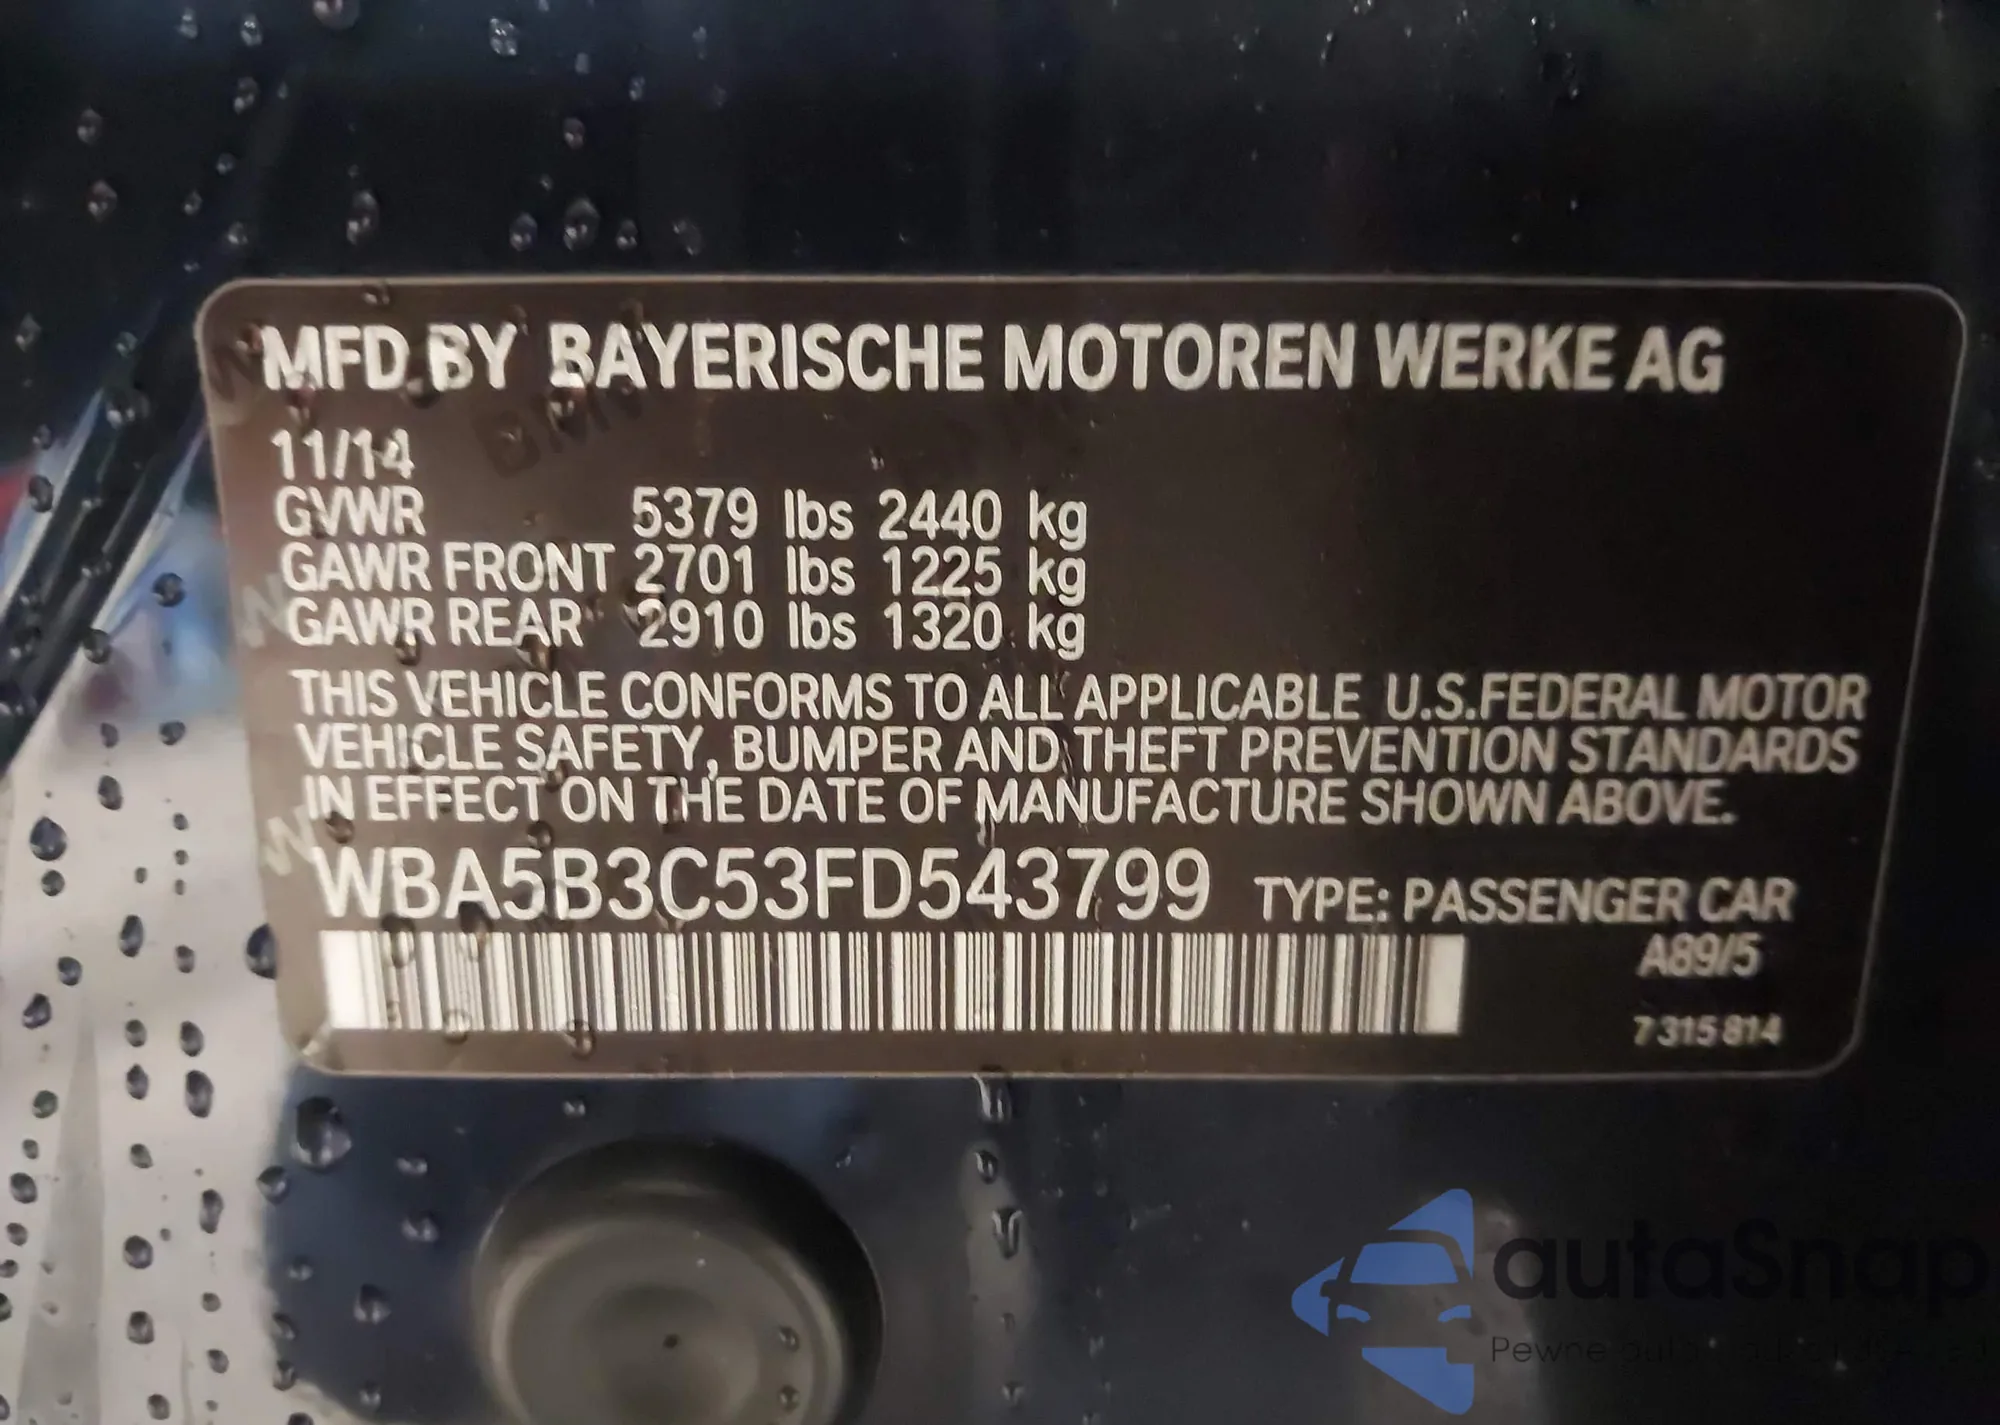 MFD BY BAYERISCHE MOTOREN WERKE AG
11/14
GVWR 5379 lbs 2440 kg
GAWR FRONT 2701 lbs 1225 kg
GAWR REAR 2910 lbs 1320 kg
THIS VEHICLE CONFORMS TO ALL APPLICABLE U.S.FEDERAL MOTOR
VEHICLE SAFETY, BUMPER AND THEFT PREVENTION STANDARDS
IN EFFECT ON THE DATE OF MANUFACTURE SHOWN ABOVE.
WBA5B3C53FD543799 TYPE: PASSENGER CAR
A89/5
7 315 814
autaSnap
Pewne auta